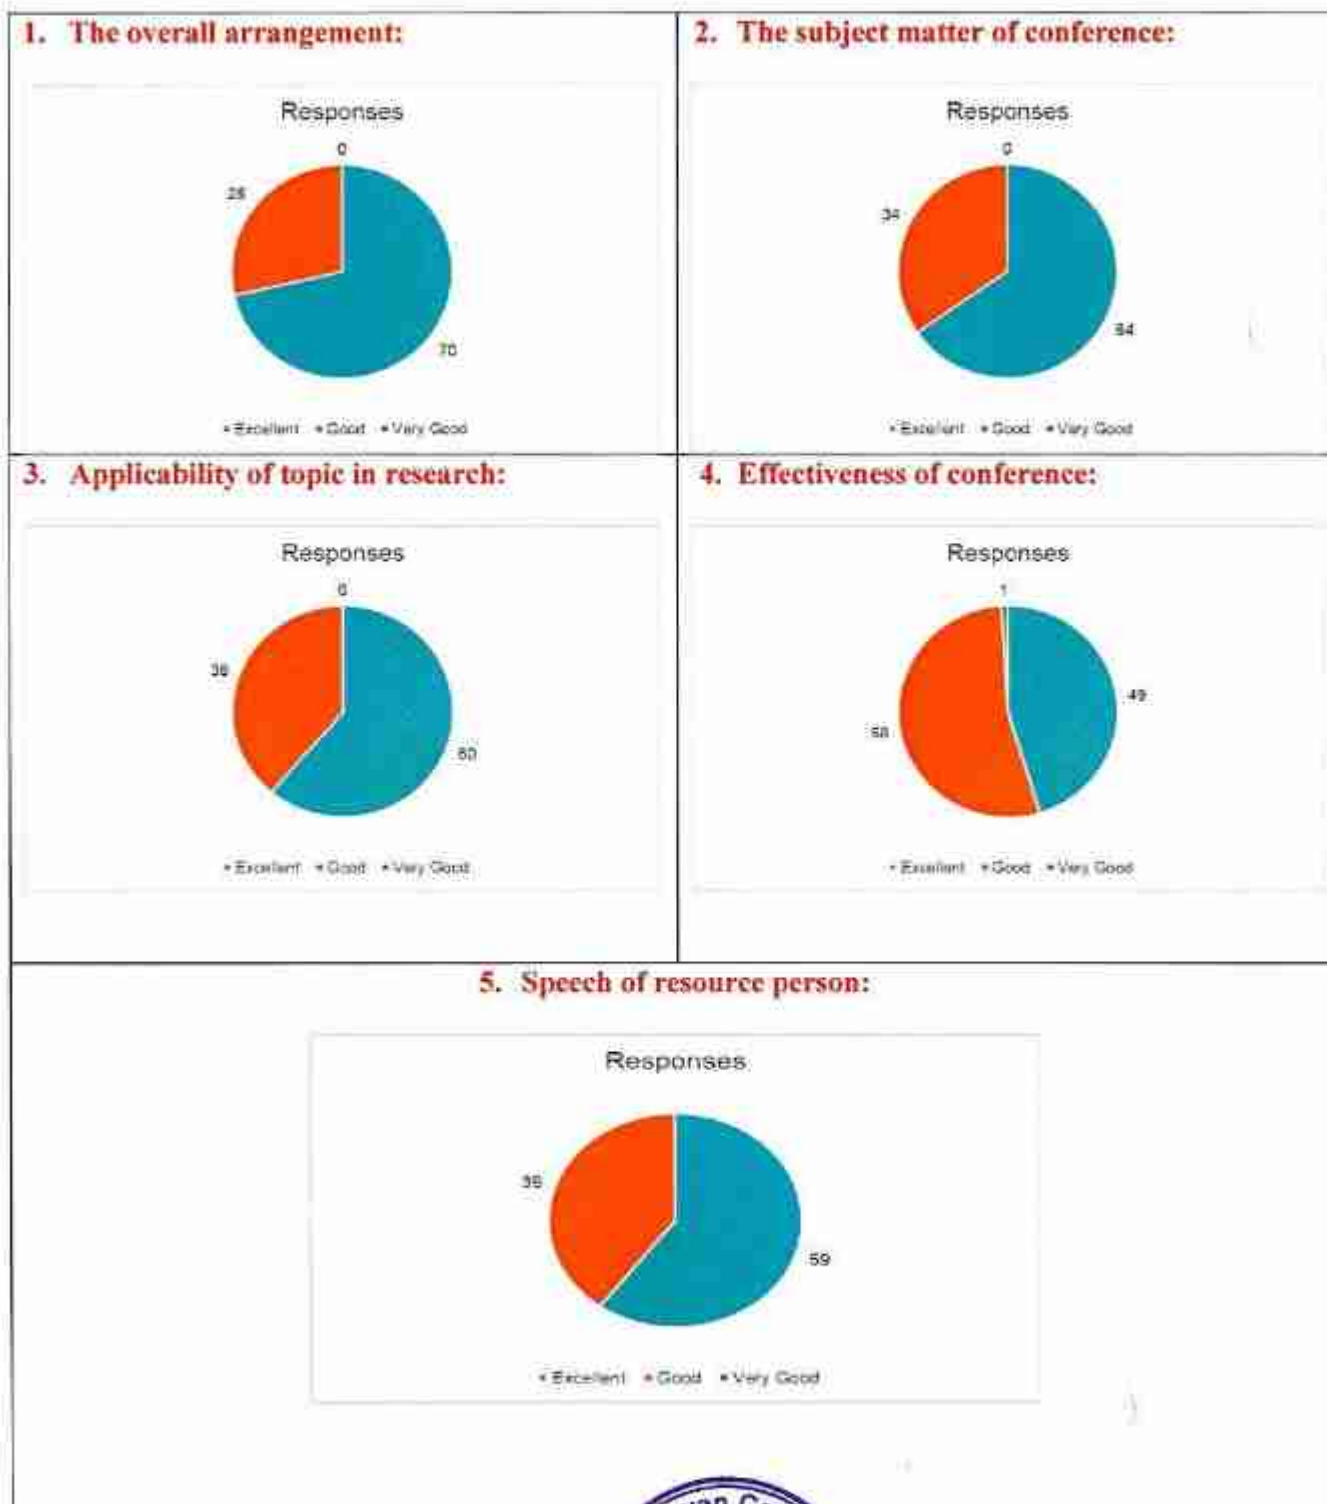 1. The overall arrangement:
Responses
0
28
70
• Excellent • Good • Very Good
2. The subject matter of conference:
Responses
0
34
64
• Excellent • Good • Very Good
3. Applicability of topic in research:
Responses
0
38
60
• Excellent • Good • Very Good
4. Effectiveness of conference:
Responses
1
58
49
• Excellent • Good • Very Good
5. Speech of resource person:
Responses
59
• Excellent • Good • Very Good